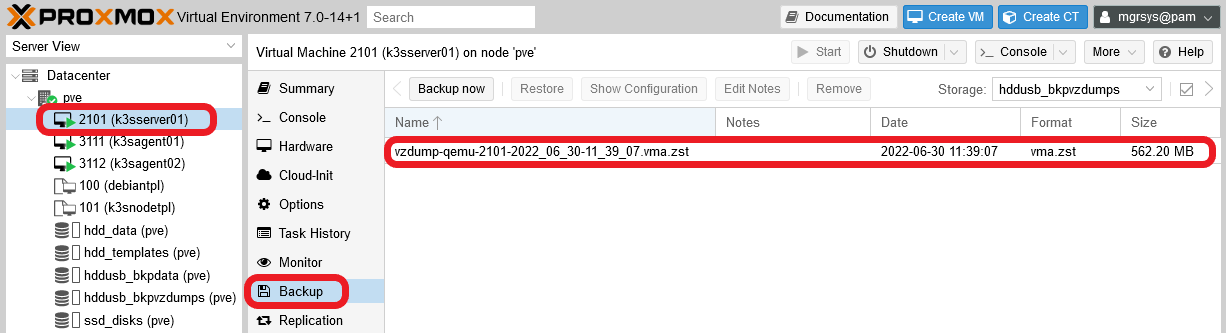 PROXMOX Virtual Environment 7.0-14+1 Search Documentation Create VM Create CT mgrsys@pam
Server View
Virtual Machine 2101 (k3sserver01) on node 'pve' Start Shutdown Console More Help
Datacenter
pve
2101 (k3sserver01)
3111 (k3sagent01)
3112 (k3sagent02)
100 (debiantpl)
101 (k3snodetpl)
hdd_data (pve)
hdd_templates (pve)
hddusb_bkpdata (pve)
hddusb_bkpvzdumps (pve)
ssd_disks (pve)
Summary
Console
Hardware
Cloud-Init
Options
Task History
Monitor
Backup
Replication
Backup now Restore Show Configuration Edit Notes Remove Storage: hddusb_bkpvzdumps
Name Notes Date Format Size
vzdump-qemu-2101-2022_06_30-11_39_07.vma.zst 2022-06-30 11:39:07 vma.zst 562.20 MB